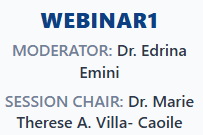 WEBINAR1
MODERATOR: Dr. Edrina
Emini
SESSION CHAIR: Dr. Marie
Therese A. Villa- Caoile